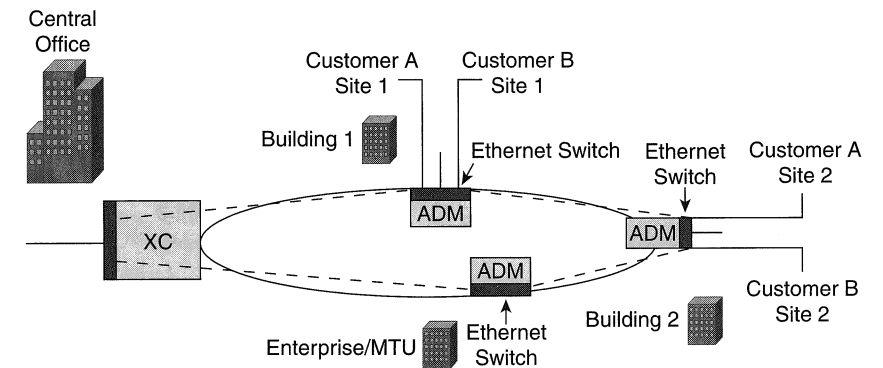 Central
Office
Customer A
Site 1
Customer B
Site 1
Building 1
Ethernet Switch
Ethernet
Switch
Customer A
Site 2
ADM
XC
ADM
ADM
Customer B
Site 2
Building 2
Enterprise/MTU
Ethernet
Switch